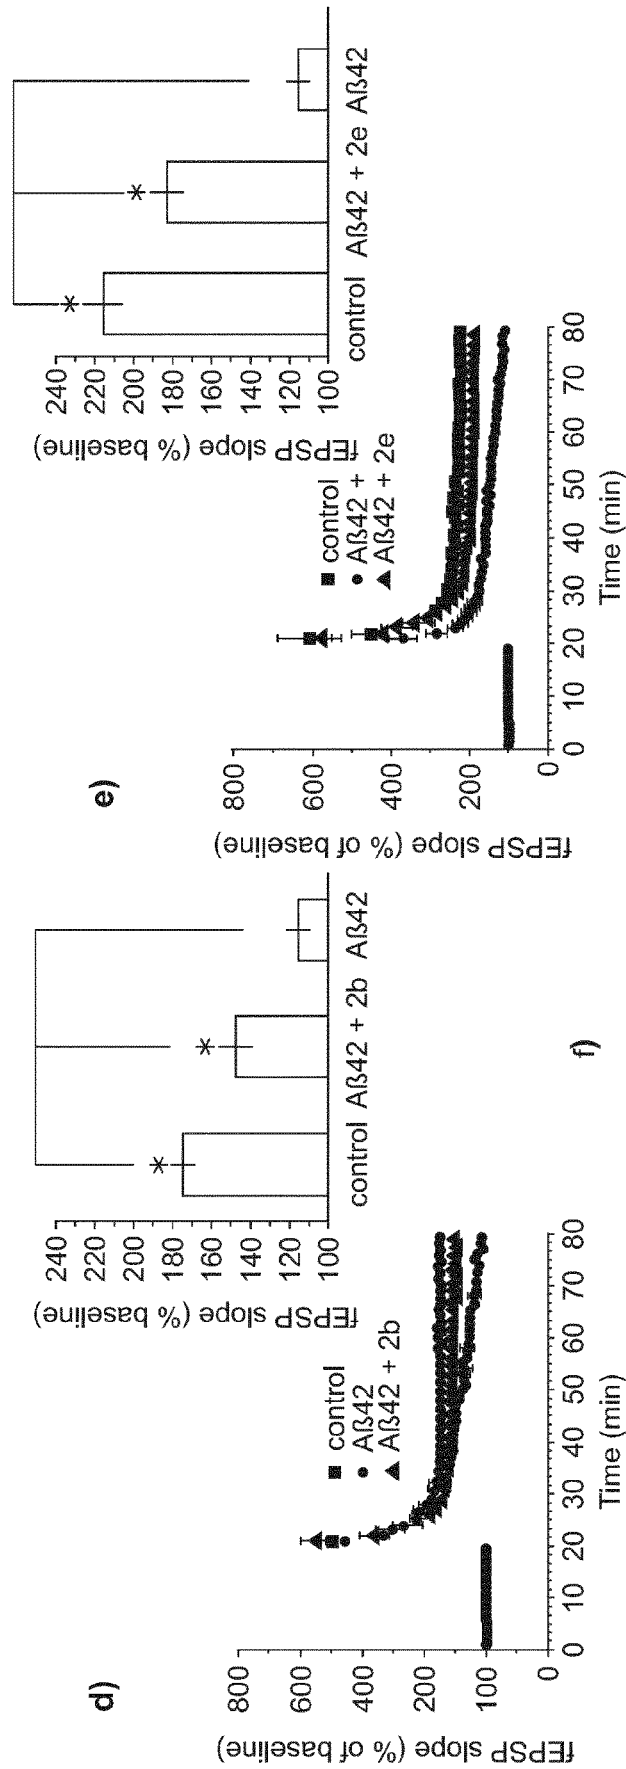 d)
fEPSP slope (% of baseline)
800
600
400
200
100
0
0 10 20 30 40 50 60 70 80
Time (min)
control
Aß42
Aß42 + 2b
fEPSP slope (% baseline)
240
220
200
180
160
140
120
100
control Aß42 + 2b Aß42
*
*
e)
fEPSP slope (% of baseline)
800
600
400
200
0
0 10 20 30 40 50 60 70 80
Time (min)
control
Aß42 +
Aß42 + 2e
fEPSP slope (% baseline)
240
220
200
180
160
140
120
100
control Aß42 + 2e Aß42
*
*
f)